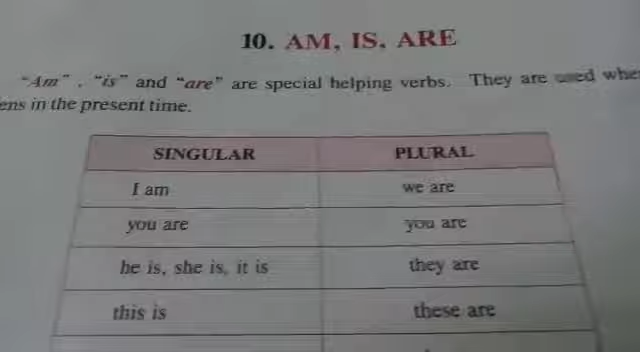 10. AM, IS, ARE
"Am", "is" and "are" are special helping verbs. They are used
ens in the present time.
SINGULAR PLURAL
I am we are
you are you are
he is, she is, it is they are
this is these are